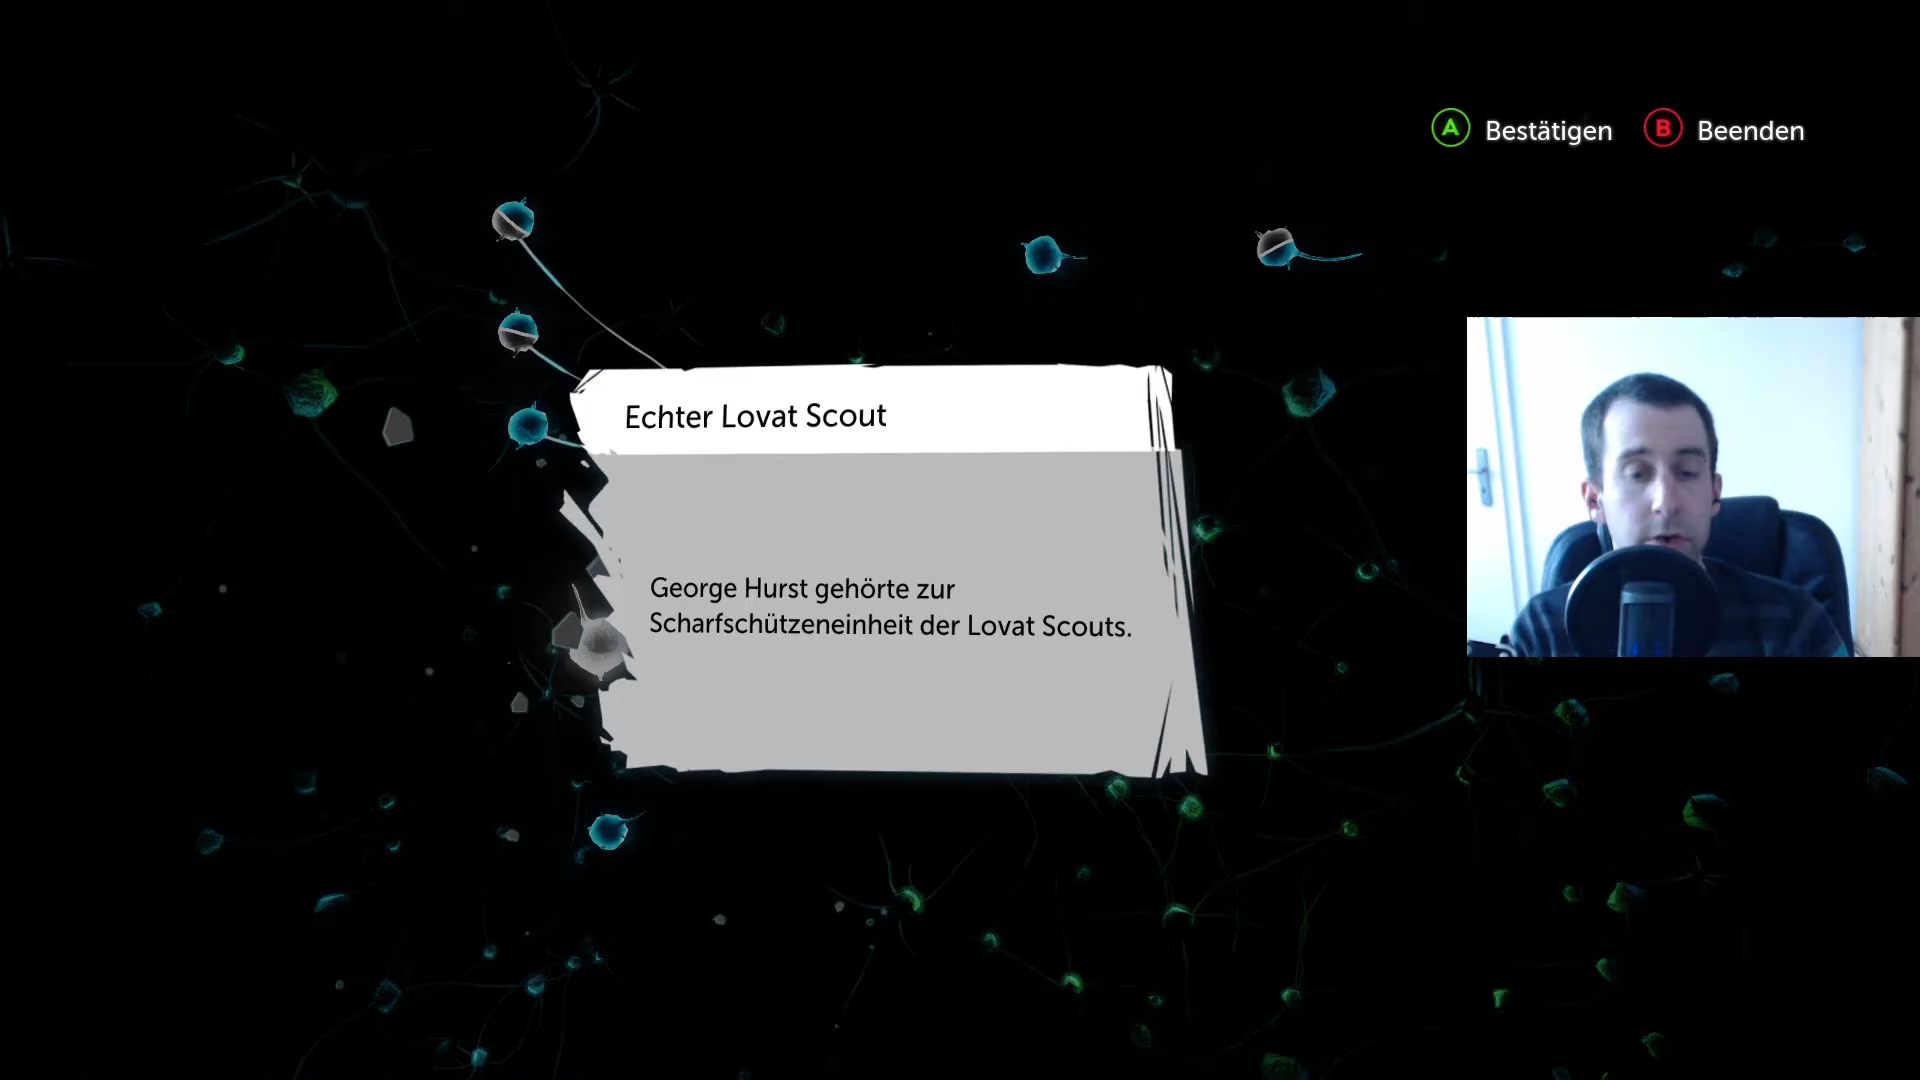 A Bestätigen B Beenden
Echter Lovat Scout
George Hurst gehörte zur
Scharfschützeneinheit der Lovat Scouts.